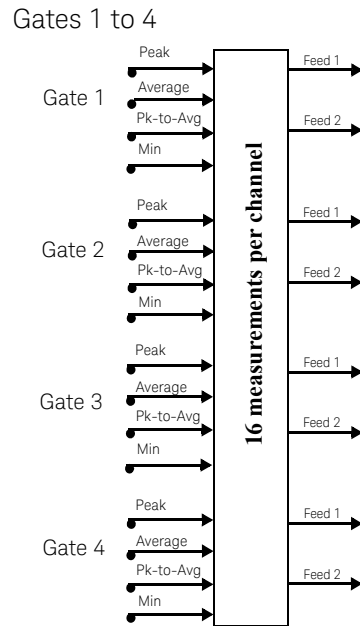 Gates 1 to 4
Gate 1
Peak
Average
Pk-to-Avg
Min
Feed 1
Feed 2
Gate 2
Peak
Average
Pk-to-Avg
Min
Feed 1
Feed 2
16 measurements per channel
Gate 3
Peak
Average
Pk-to-Avg
Min
Feed 1
Feed 2
Gate 4
Peak
Average
Pk-to-Avg
Min
Feed 1
Feed 2